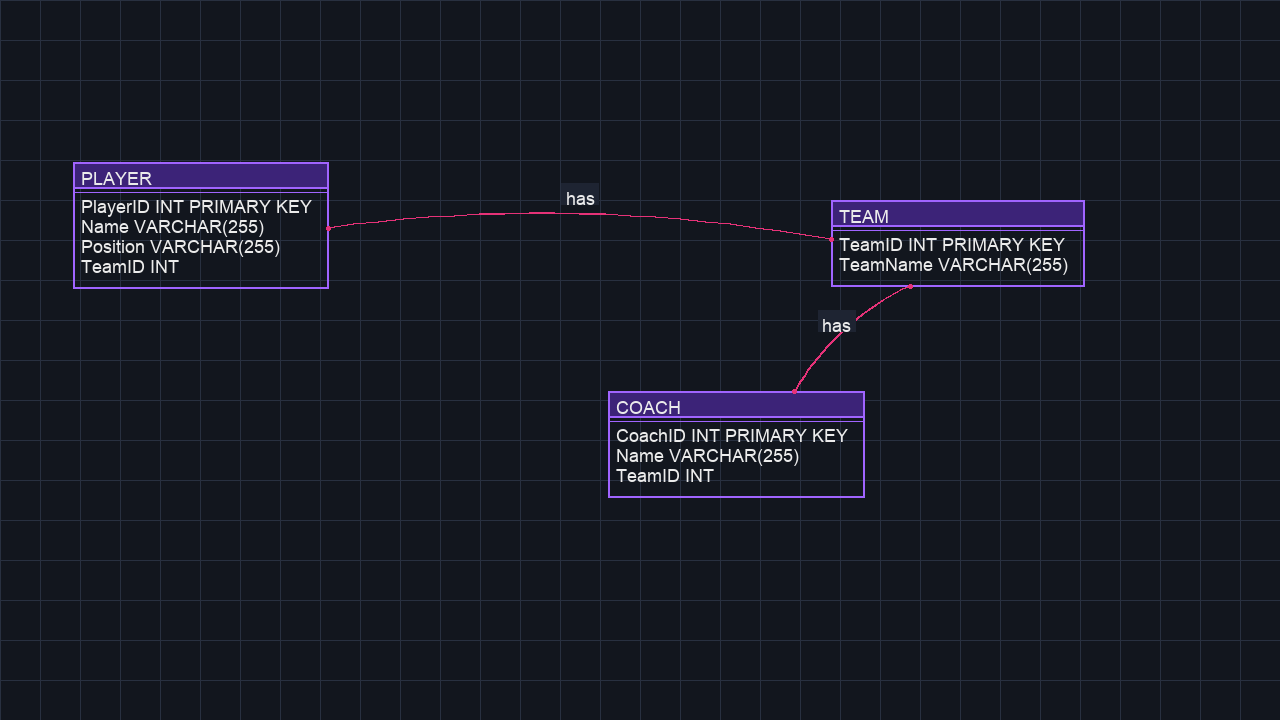 PLAYER
PlayerID INT PRIMARY KEY
Name VARCHAR(255)
Position VARCHAR(255)
TeamID INT
has
TEAM
TeamID INT PRIMARY KEY
TeamName VARCHAR(255)
has
COACH
CoachID INT PRIMARY KEY
Name VARCHAR(255)
TeamID INT